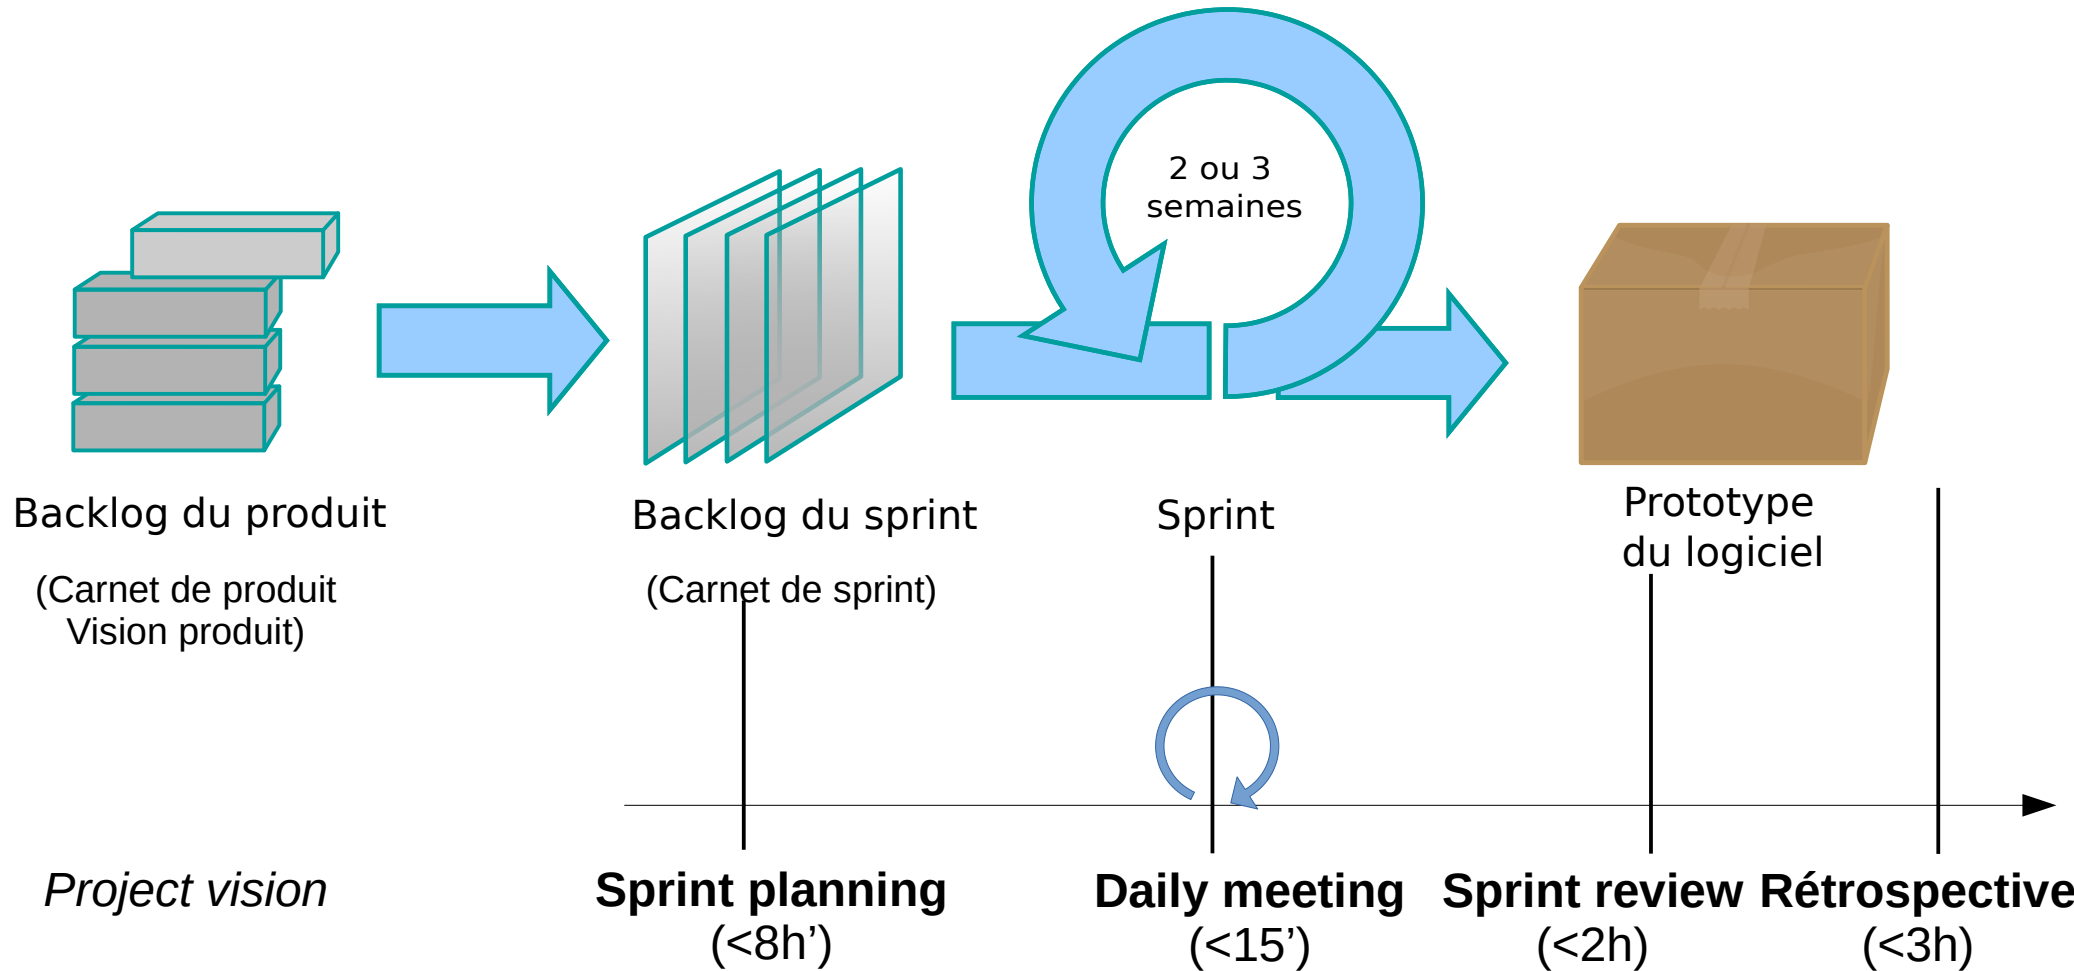 2 ou 3
semaines
Backlog du produit
(Carnet de produit
Vision produit)
Backlog du sprint
(Carnet de sprint)
Sprint
Prototype
du logiciel
Project vision
Sprint planning
(<8h’)
Daily meeting
(<15’)
Sprint review
(<2h)
Rétrospective
(<3h)